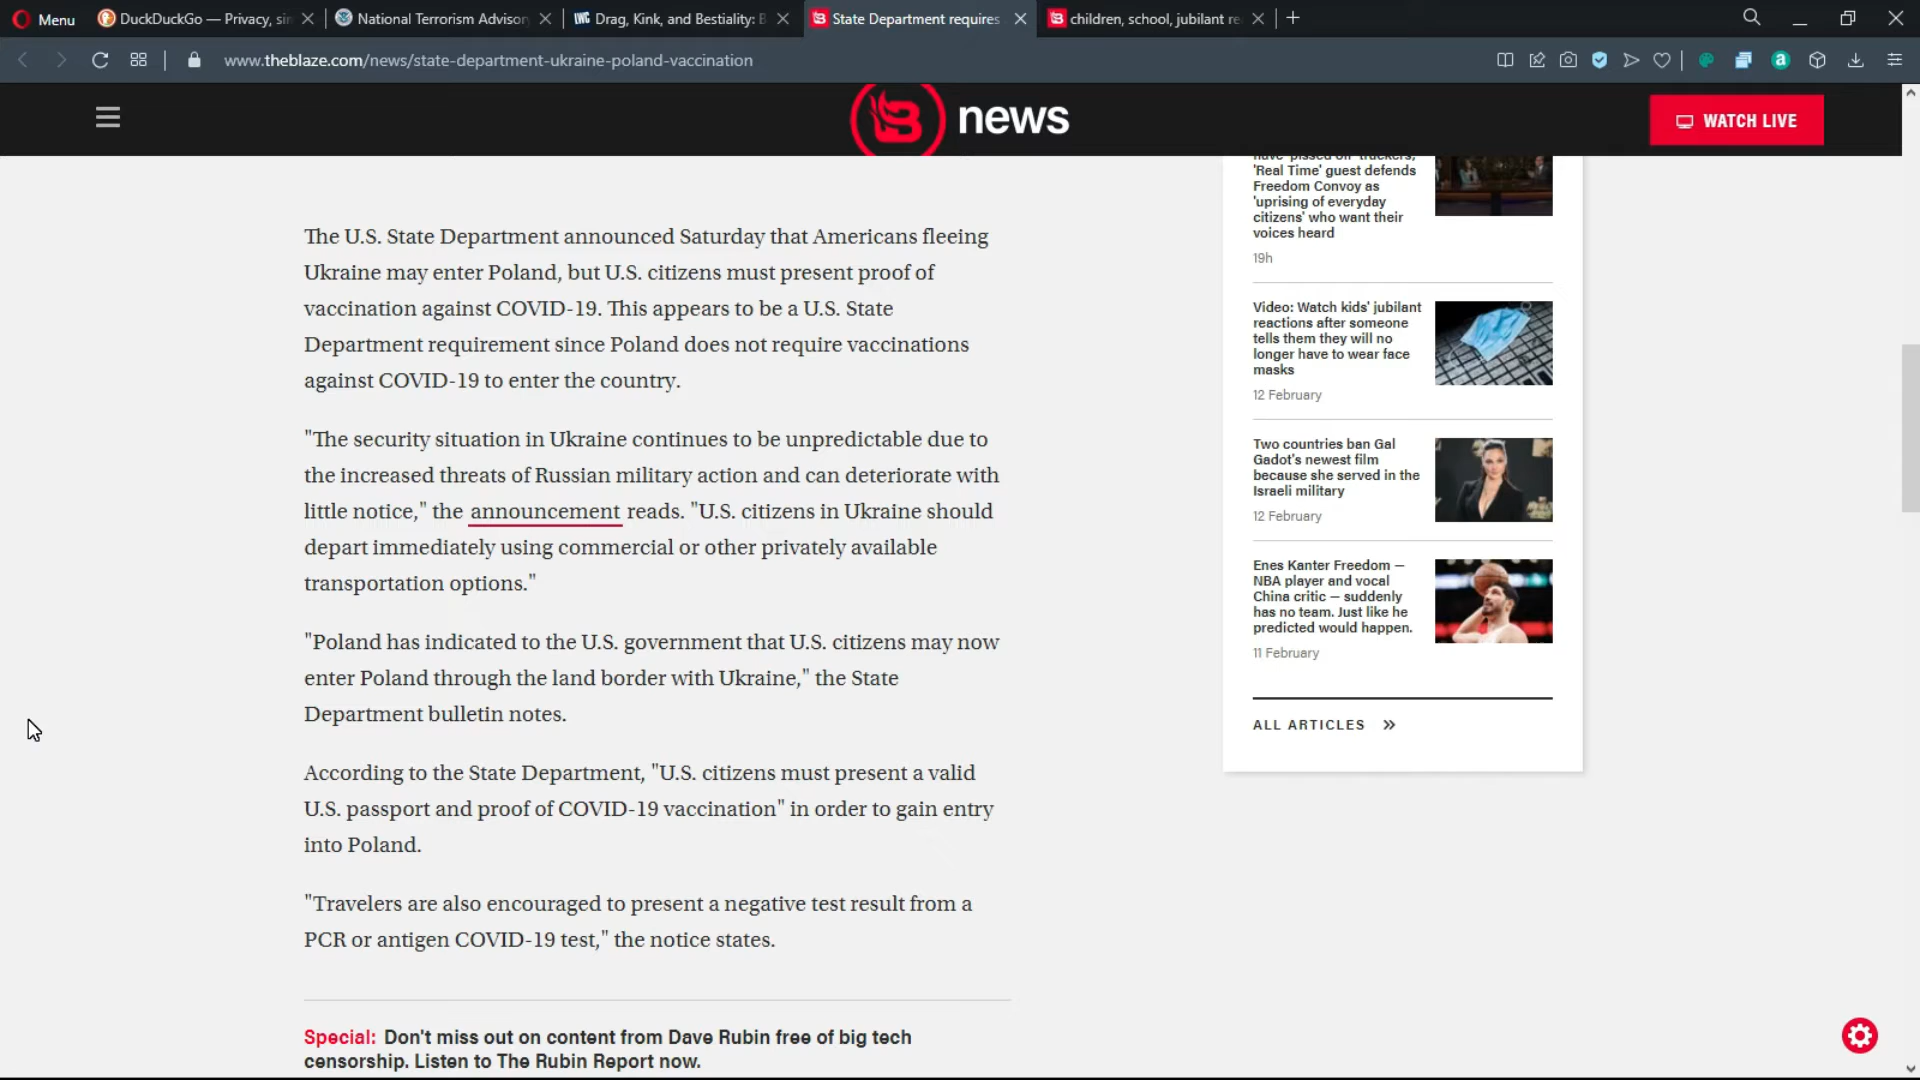 Menu
DuckDuckGo — Privacy, sim
National Terrorism Advisory
Drag, Kink, and Bestiality: B
State Department requires
children, school, jubilant re
www.theblaze.com/news/state-department-ukraine-poland-vaccination
news
WATCH LIVE
The U.S. State Department announced Saturday that Americans fleeing
Ukraine may enter Poland, but U.S. citizens must present proof of
vaccination against COVID-19. This appears to be a U.S. State
Department requirement since Poland does not require vaccinations
against COVID-19 to enter the country.
"The security situation in Ukraine continues to be unpredictable due to
the increased threats of Russian military action and can deteriorate with
little notice," the announcement reads. "U.S. citizens in Ukraine should
depart immediately using commercial or other privately available
transportation options."
"Poland has indicated to the U.S. government that U.S. citizens may now
enter Poland through the land border with Ukraine," the State
Department bulletin notes.
According to the State Department, "U.S. citizens must present a valid
U.S. passport and proof of COVID-19 vaccination" in order to gain entry
into Poland.
"Travelers are also encouraged to present a negative test result from a
PCR or antigen COVID-19 test," the notice states.
Special: Don't miss out on content from Dave Rubin free of big tech
censorship. Listen to The Rubin Report now.
have 'pissed off' truckers,
'Real Time' guest defends
Freedom Convoy as
'uprising of everyday
citizens' who want their
voices heard
19h
Video: Watch kids' jubilant
reactions after someone
tells them they will no
longer have to wear face
masks
12 February
Two countries ban Gal
Gadot's newest film
because she served in the
Israeli military
12 February
Enes Kanter Freedom —
NBA player and vocal
China critic — suddenly
has no team. Just like he
predicted would happen.
11 February
ALL ARTICLES »